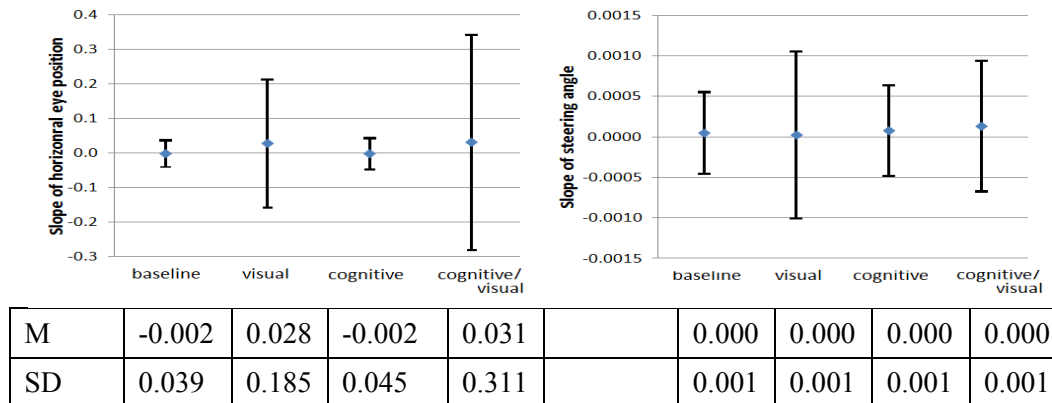 Slope of horizonral eye position
0.4
0.3
0.2
0.1
0.0
-0.1
-0.2
-0.3
baseline visual cognitive cognitive/
visual
Slope of steering angle
0.0015
0.0010
0.0005
0.0000
-0.0005
-0.0010
-0.0015
baseline visual cognitive cognitive/
visual
M -0.002 0.028 -0.002 0.031 0.000 0.000 0.000 0.000
SD 0.039 0.185 0.045 0.311 0.001 0.001 0.001 0.001